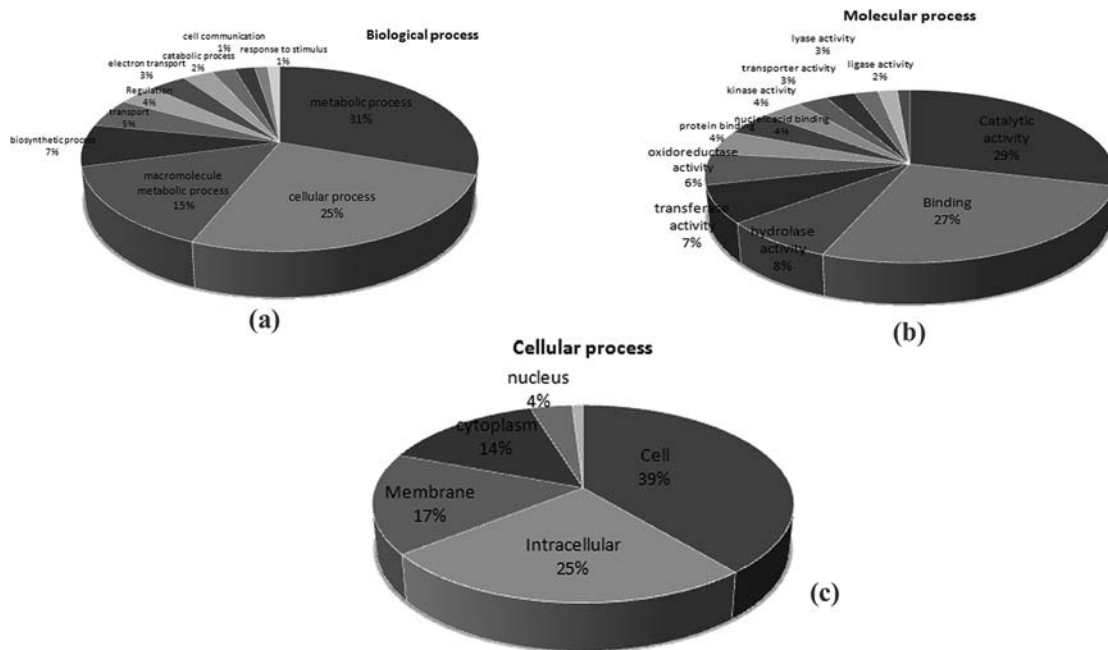 Biological process
cell communication
1%
response to stimulus
1%
catabolic process
2%
electron transport
3%
Regulation
4%
transport
5%
biosynthetic process
7%
macromolecule
metabolic process
15%
cellular process
25%
metabolic process
31%
(a)
Molecular process
lyase activity
3%
ligase activity
2%
transporter activity
3%
kinase activity
4%
nucleicacid binding
4%
protein binding
4%
oxidoreductase
activity
6%
transferase
activity
7%
hydrolase
activity
8%
Binding
27%
Catalytic
activity
29%
(b)
Cellular process
nucleus
4%
cytoplasm
14%
Membrane
17%
Intracellular
25%
Cell
39%
(c)